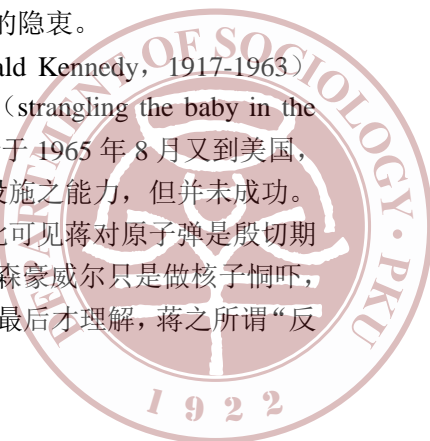 的隐衷。
ald Kennedy，1917-1963）
（strangling the baby in the
于 1965 年 8 月又到美国，
设施之能力，但并未成功。
此可见蒋对原子弹是殷切期
森豪威尔只是做核子恫吓，
最后才理解，蒋之所谓“反
DEPARTMENT OF SOCIOLOGY · PKU
1922